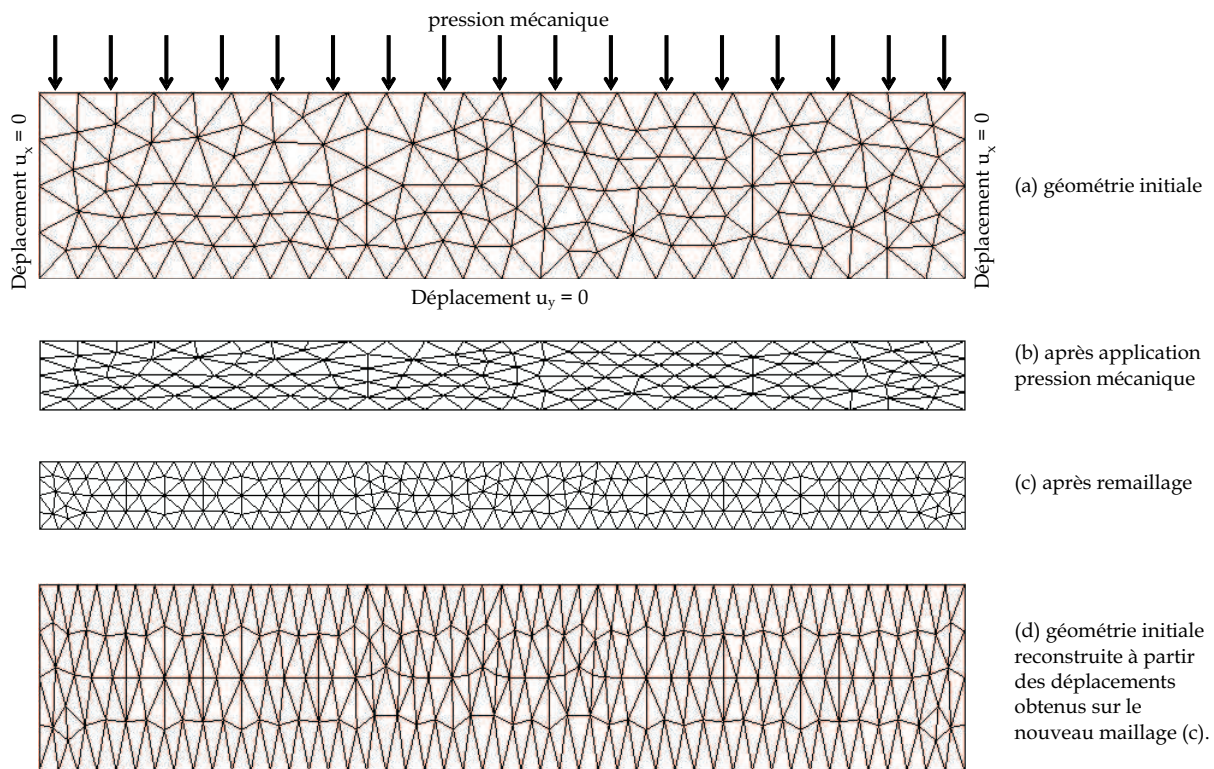 pression mécanique
Déplacement u_x = 0
Déplacement u_x = 0
(a) géométrie initiale
Déplacement u_y = 0
(b) après application
pression mécanique
(c) après remaillage
(d) géométrie initiale
reconstruite à partir
des déplacements
obtenus sur le
nouveau maillage (c).